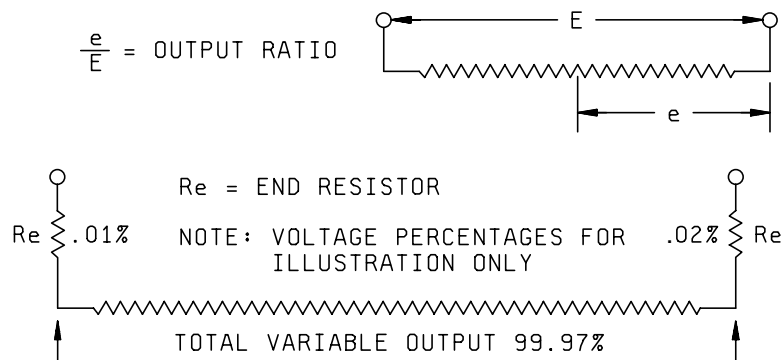 E
e/E = OUTPUT RATIO
e
Re = END RESISTOR
Re .01%
NOTE: VOLTAGE PERCENTAGES FOR
ILLUSTRATION ONLY
.02% Re
TOTAL VARIABLE OUTPUT 99.97%